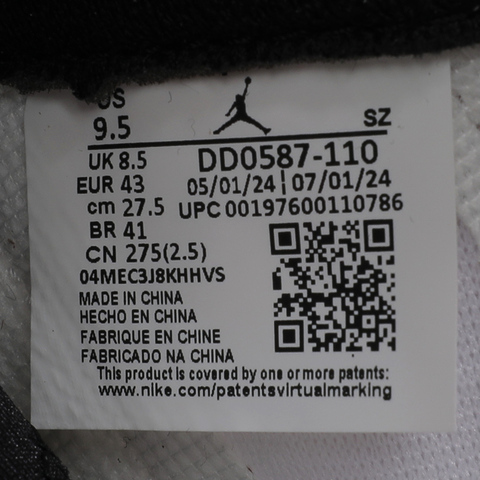 US
9.5
SZ
UK 8.5 DD0587-110
EUR 43 05/01/24 | 07/01/24
cm 27.5 UPC 00197600110786
BR 41
CN 275(2.5)
04MEC3J8KHHVS
MADE IN CHINA
HECHO EN CHINA
FABRIQUE EN CHINE
FABRICADO NA CHINA
This product is covered by one or more patents:
www.nike.com/patentsvirtualmarking